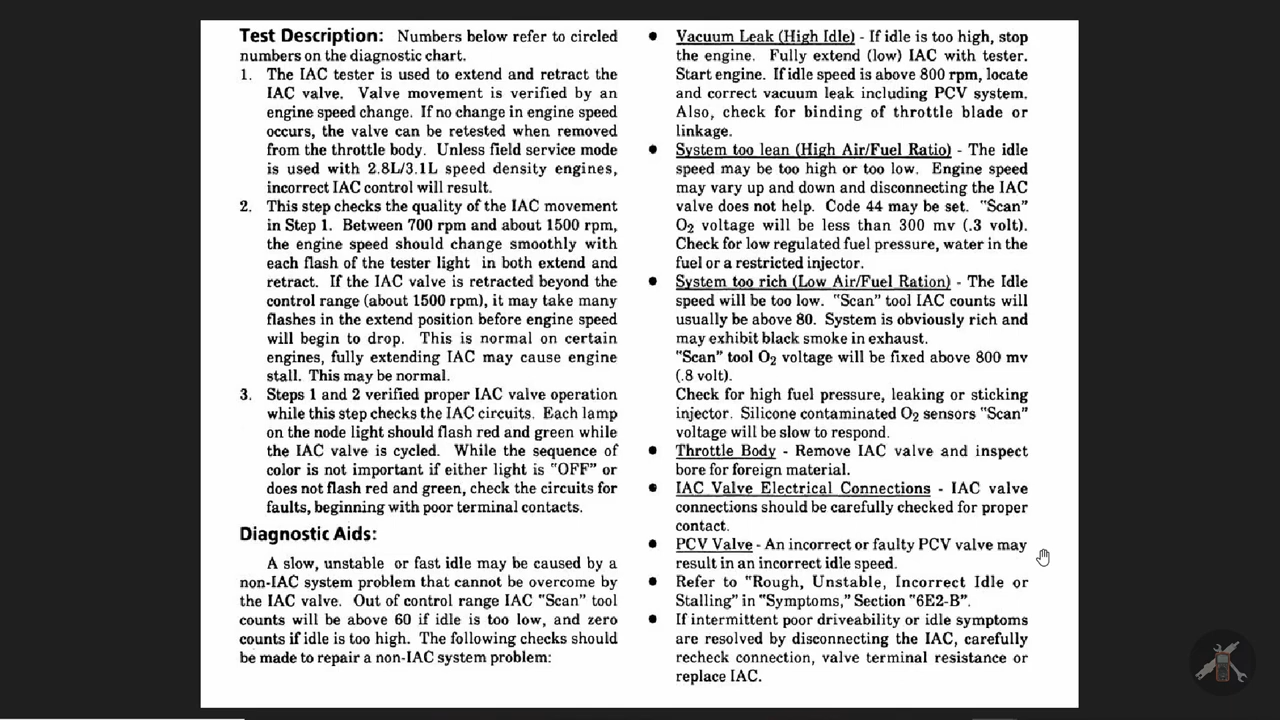 Test Description: Numbers below refer to circled
numbers on the diagnostic chart.
1. The IAC tester is used to extend and retract the
IAC valve. Valve movement is verified by an
engine speed change. If no change in engine speed
occurs, the valve can be retested when removed
from the throttle body. Unless field service mode
is used with 2.8L/3.1L speed density engines,
incorrect IAC control will result.
2. This step checks the quality of the IAC movement
in Step 1. Between 700 rpm and about 1500 rpm,
the engine speed should change smoothly with
each flash of the tester light in both extend and
retract. If the IAC valve is retracted beyond the
control range (about 1500 rpm), it may take many
flashes in the extend position before engine speed
will begin to drop. This is normal on certain
engines, fully extending IAC may cause engine
stall. This may be normal.
3. Steps 1 and 2 verified proper IAC valve operation
while this step checks the IAC circuits. Each lamp
on the node light should flash red and green while
the IAC valve is cycled. While the sequence of
color is not important if either light is "OFF" or
does not flash red and green, check the circuits for
faults, beginning with poor terminal contacts.
Diagnostic Aids:
A slow, unstable or fast idle may be caused by a
non-IAC system problem that cannot be overcome by
the IAC valve. Out of control range IAC "Scan" tool
counts will be above 60 if idle is too low, and zero
counts if idle is too high. The following checks should
be made to repair a non-IAC system problem:
• Vacuum Leak (High Idle) - If idle is too high, stop
the engine. Fully extend (low) IAC with tester.
Start engine. If idle speed is above 800 rpm, locate
and correct vacuum leak including PCV system.
Also, check for binding of throttle blade or
linkage.
• System too lean (High Air/Fuel Ratio) - The idle
speed may be too high or too low. Engine speed
may vary up and down and disconnecting the IAC
valve does not help. Code 44 may be set. "Scan"
O2 voltage will be less than 300 mv (.3 volt).
Check for low regulated fuel pressure, water in the
fuel or a restricted injector.
• System too rich (Low Air/Fuel Ration) - The Idle
speed will be too low. "Scan" tool IAC counts will
usually be above 80. System is obviously rich and
may exhibit black smoke in exhaust.
"Scan" tool O2 voltage will be fixed above 800 mv
(.8 volt).
Check for high fuel pressure, leaking or sticking
injector. Silicone contaminated O2 sensors "Scan"
voltage will be slow to respond.
• Throttle Body - Remove IAC valve and inspect
bore for foreign material.
• IAC Valve Electrical Connections - IAC valve
connections should be carefully checked for proper
contact.
• PCV Valve - An incorrect or faulty PCV valve may
result in an incorrect idle speed.
• Refer to "Rough, Unstable, Incorrect Idle or
Stalling" in "Symptoms," Section "6E2-B".
• If intermittent poor driveability or idle symptoms
are resolved by disconnecting the IAC, carefully
recheck connection, valve terminal resistance or
replace IAC.